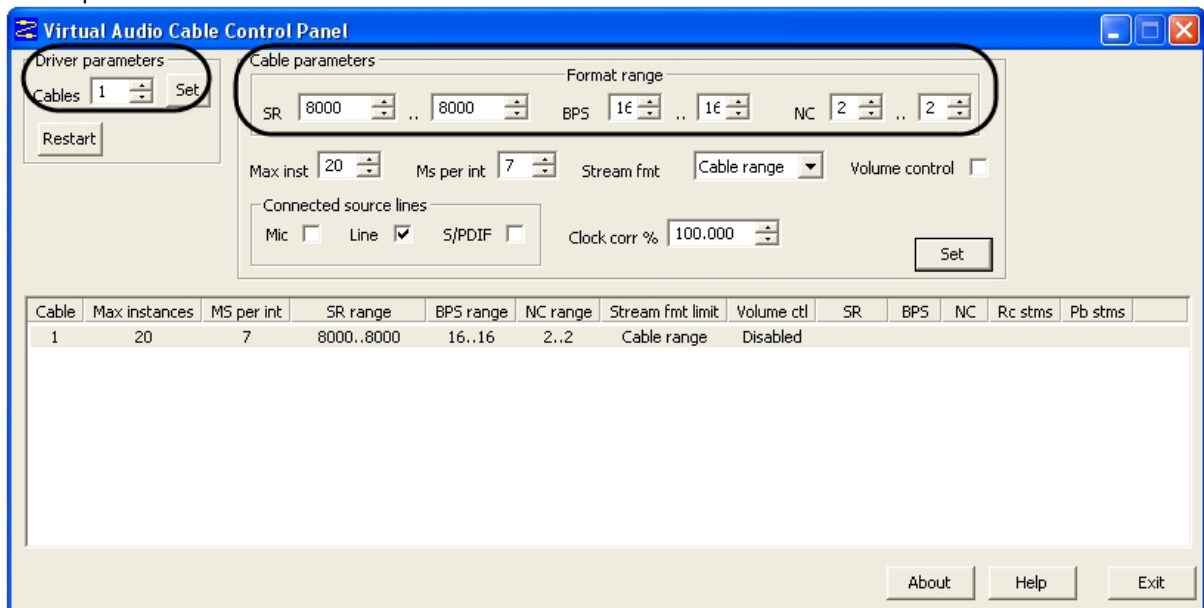 Virtual Audio Cable Control Panel
Driver parameters
Cables 1 Set
Restart
Cable parameters
Format range
SR 8000 .. 8000 BPS 16 .. 16 NC 2 .. 2
Max inst 20 Ms per int 7 Stream fmt Cable range Volume control
Connected source lines
Mic Line S/PDIF Clock corr % 100.000
Set
Cable Max instances MS per int SR range BPS range NC range Stream fmt limit Volume ctl SR BPS NC Rc stms Pb stms
1 20 7 8000..8000 16..16 2..2 Cable range Disabled
About Help Exit